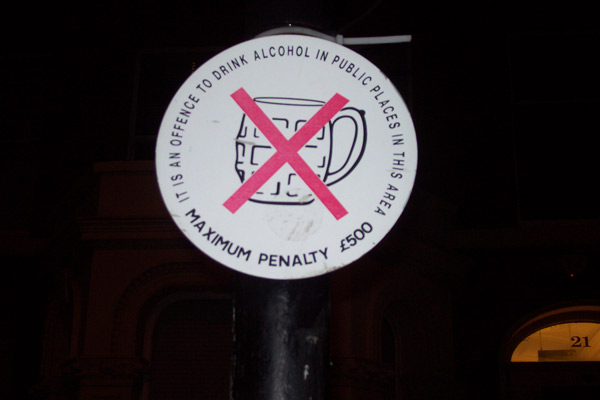 IT IS AN OFFENCE TO DRINK ALCOHOL IN PUBLIC PLACES IN THIS AREA
MAXIMUM PENALTY £500
21